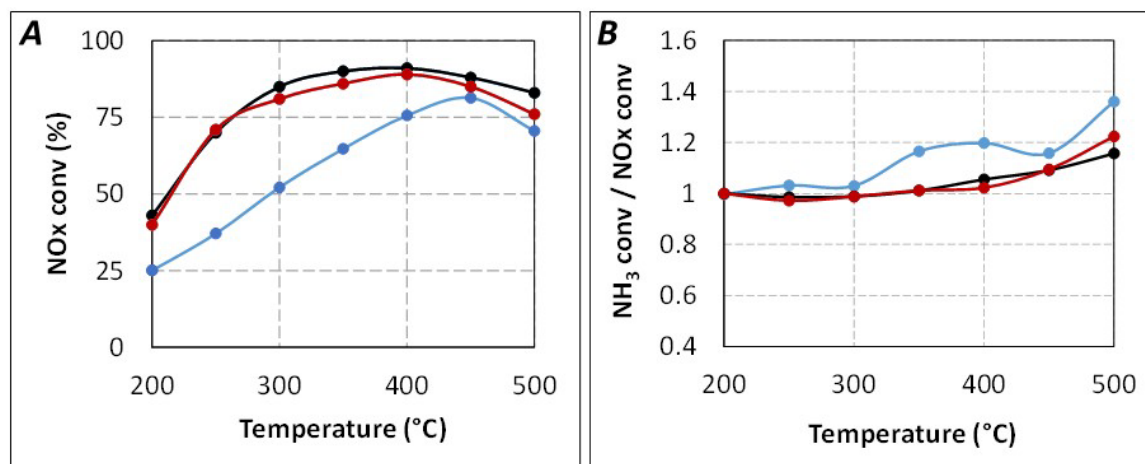 A
NOx conv (%)
100
75
50
25
0
200 300 400 500
Temperature (°C)
B
NH₃ conv / NOx conv
1.6
1.4
1.2
1
0.8
0.6
0.4
200 300 400 500
Temperature (°C)